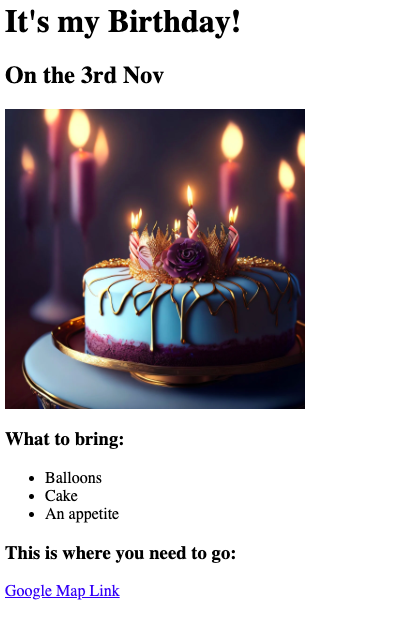 It's my Birthday!
On the 3rd Nov
What to bring:
Balloons
Cake
An appetite
This is where you need to go:
Google Map Link